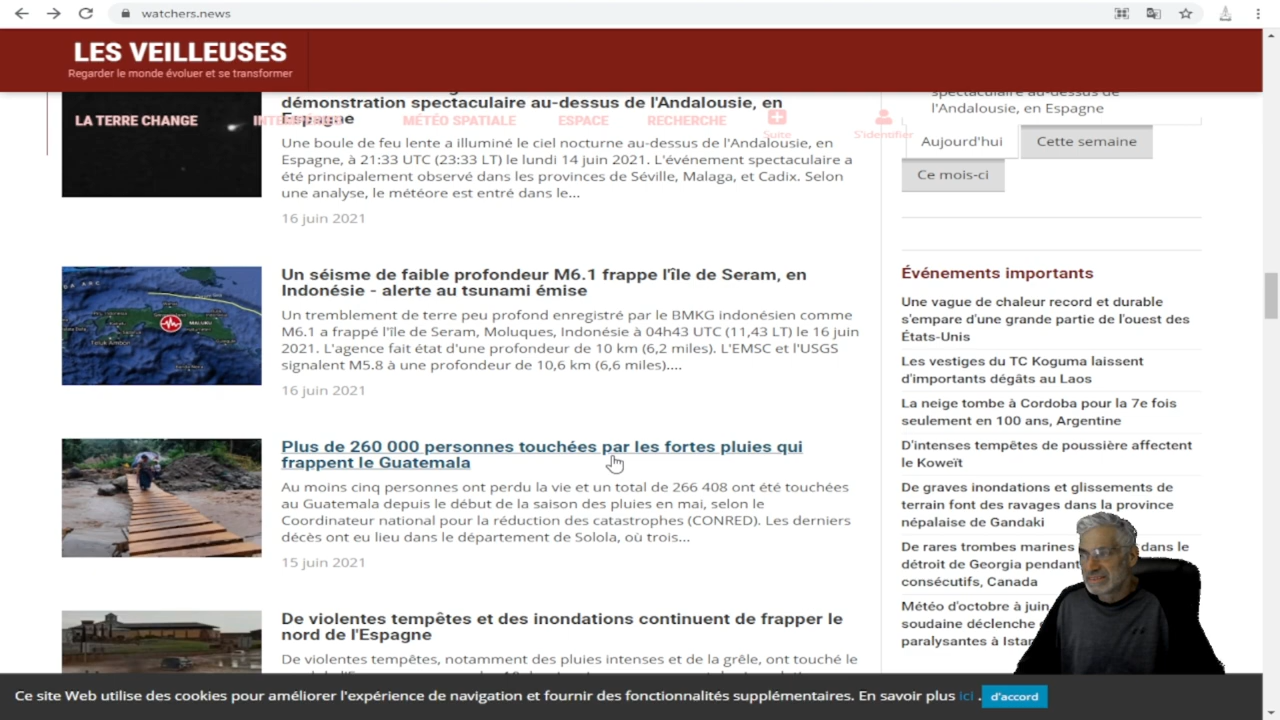 watchers.news
LES VEILLEUSES
Regarder le monde évoluer et se transformer
LA TERRE CHANGE
MÉTÉO SPATIALE
ESPACE
RECHERCHE
Suite
S'identifier
démonstration spectaculaire au-dessus de l'Andalousie, en
Espagne
Une boule de feu lente a illuminé le ciel nocturne au-dessus de l'Andalousie, en
Espagne, à 21:33 UTC (23:33 LT) le lundi 14 juin 2021. L'événement spectaculaire a
été principalement observé dans les provinces de Séville, Malaga, et Cadix. Selon
une analyse, le météore est entré dans le...
16 juin 2021
Un séisme de faible profondeur M6.1 frappe l'île de Seram, en
Indonésie - alerte au tsunami émise
Un tremblement de terre peu profond enregistré par le BMKG indonésien comme
M6.1 a frappé l'île de Seram, Moluques, Indonésie à 04h43 UTC (11,43 LT) le 16 juin
2021. L'agence fait état d'une profondeur de 10 km (6,2 miles). L'EMSC et l'USGS
signalent M5.8 à une profondeur de 10,6 km (6,6 miles)....
16 juin 2021
Plus de 260 000 personnes touchées par les fortes pluies qui
frappent le Guatemala
Au moins cinq personnes ont perdu la vie et un total de 266 408 ont été touchées
au Guatemala depuis le début de la saison des pluies en mai, selon le
Coordinateur national pour la réduction des catastrophes (CONRED). Les derniers
décès ont eu lieu dans le département de Solola, où trois...
15 juin 2021
De violentes tempêtes et des inondations continuent de frapper le
nord de l'Espagne
De violentes tempêtes, notamment des pluies intenses et de la grêle, ont touché le
spectaculaire au-dessus de
l'Andalousie, en Espagne
Aujourd'hui
Cette semaine
Ce mois-ci
Événements importants
Une vague de chaleur record et durable
s'empare d'une grande partie de l'ouest des
États-Unis
Les vestiges du TC Koguma laissent
d'importants dégâts au Laos
La neige tombe à Cordoba pour la 7e fois
seulement en 100 ans, Argentine
D'intenses tempêtes de poussière affectent
le Koweït
De graves inondations et glissements de
terrain font des ravages dans la province
népalaise de Gandaki
De rares trombes marines dans le
détroit de Georgia pendant
consécutifs, Canada
Météo d'octobre à juin
soudaine déclenche
paralysantes à
Ce site Web utilise des cookies pour améliorer l'expérience de navigation et fournir des fonctionnalités supplémentaires. En savoir plus ici .
d'accord